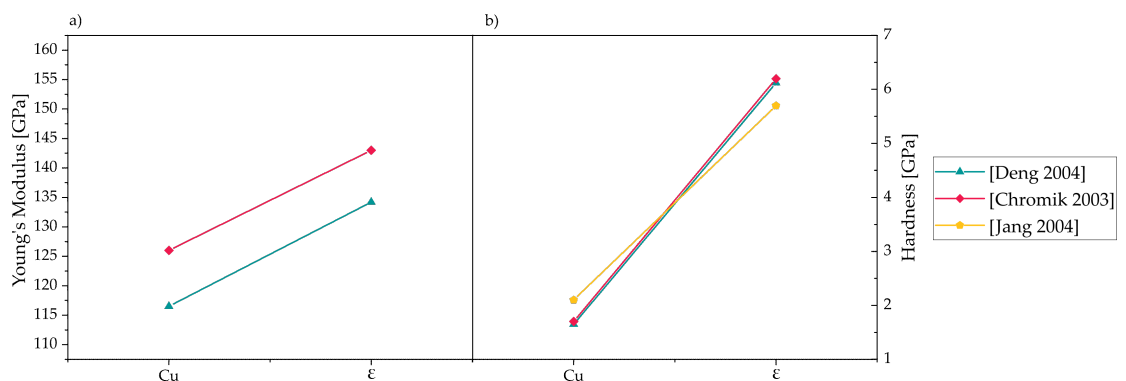 a)
b)
Young's Modulus [GPa]
160
155
150
145
140
135
130
125
120
115
110
Cu
ε
Cu
ε
7
6
5
4
3
2
1
Hardness [GPa]
[Deng 2004]
[Chromik 2003]
[Jang 2004]